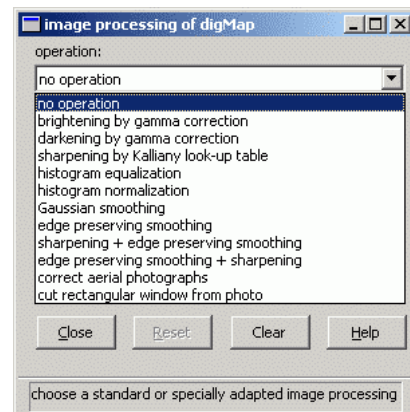 image processing of digMap
operation:
no operation
no operation
brightening by gamma correction
darkening by gamma correction
sharpening by Kalliany look-up table
histogram equalization
histogram normalization
Gaussian smoothing
edge preserving smoothing
sharpening + edge preserving smoothing
edge preserving smoothing + sharpening
correct aerial photographs
cut rectangular window from photo
Close Reset Clear Help
choose a standard or specially adapted image processing